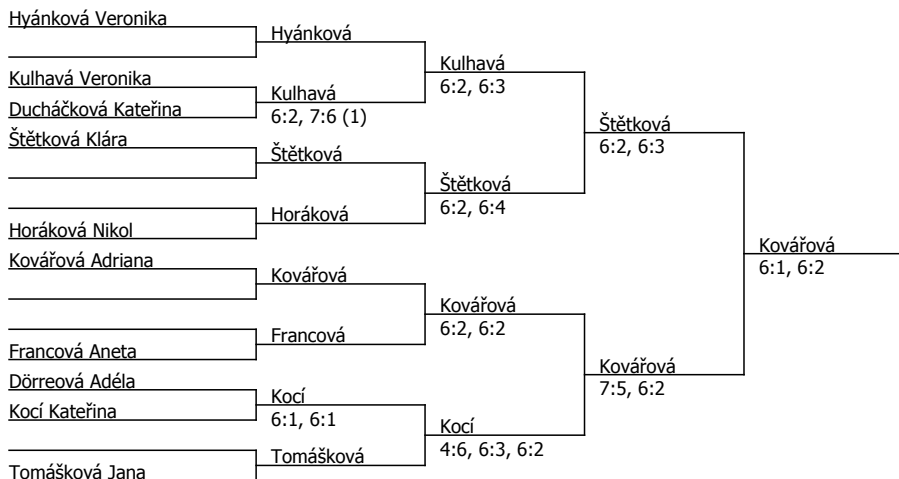 Hyánková Veronika
Hyánková
Kulhavá
6:2, 6:3
Kulhavá Veronika
Kulhavá
6:2, 7:6 (1)
Ducháčková Kateřina
Štětková
6:2, 6:3
Štětková Klára
Štětková
Štětková
6:2, 6:4
Horáková
Horáková Nikol
Kovářová
6:1, 6:2
Kovářová Adriana
Kovářová
Kovářová
6:2, 6:2
Francová
Francová Aneta
Kovářová
7:5, 6:2
Dörreová Adéla
Kocí
6:1, 6:1
Kocí Kateřina
Kocí
4:6, 6:3, 6:2
Tomášková
Tomášková Jana